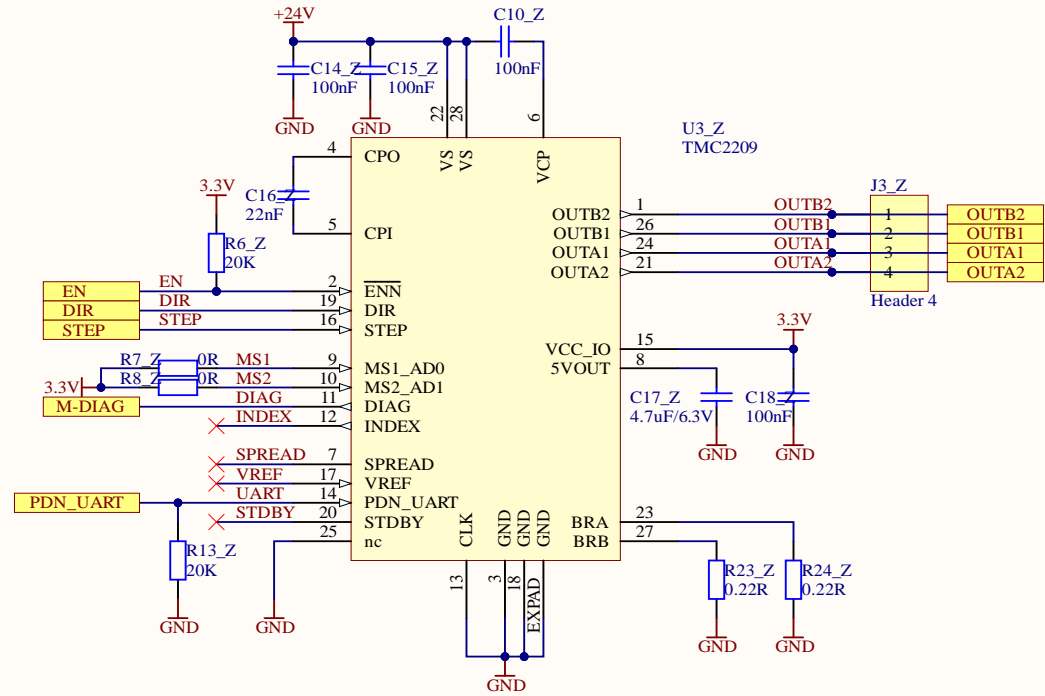 +24V
C10_Z
100nF
C14_Z
100nF
C15_Z
100nF
GND
GND
22
28
6
VS
VS
VCP
U3_Z
TMC2209
4
CPO
C16_Z
22nF
5
CPI
3.3V
R6_Z
20K
EN
EN
2
ENN
DIR
DIR
19
DIR
STEP
STEP
16
STEP
R7_Z
0R
MS1
9
MS1_AD0
3.3V
R8_Z
0R
MS2
10
MS2_AD1
M-DIAG
DIAG
11
DIAG
INDEX
12
INDEX
SPREAD
7
SPREAD
VREF
17
VREF
PDN_UART
UART
14
PDN_UART
STDBY
20
STDBY
25
nc
R13_Z
20K
GND
GND
CLK
GND
GND
GND
13
3
18
EXPAD
GND
OUTB2
1
OUTB2
OUTB1
26
OUTB1
OUTA1
24
OUTA1
OUTA2
21
OUTA2
J3_Z
1
2
3
4
Header 4
OUTB2
OUTB1
OUTA1
OUTA2
3.3V
VCC_IO
15
5VOUT
8
C17_Z
4.7uF/6.3V
C18_Z
100nF
GND
GND
BRA
23
BRB
27
R23_Z
0.22R
R24_Z
0.22R
GND
GND